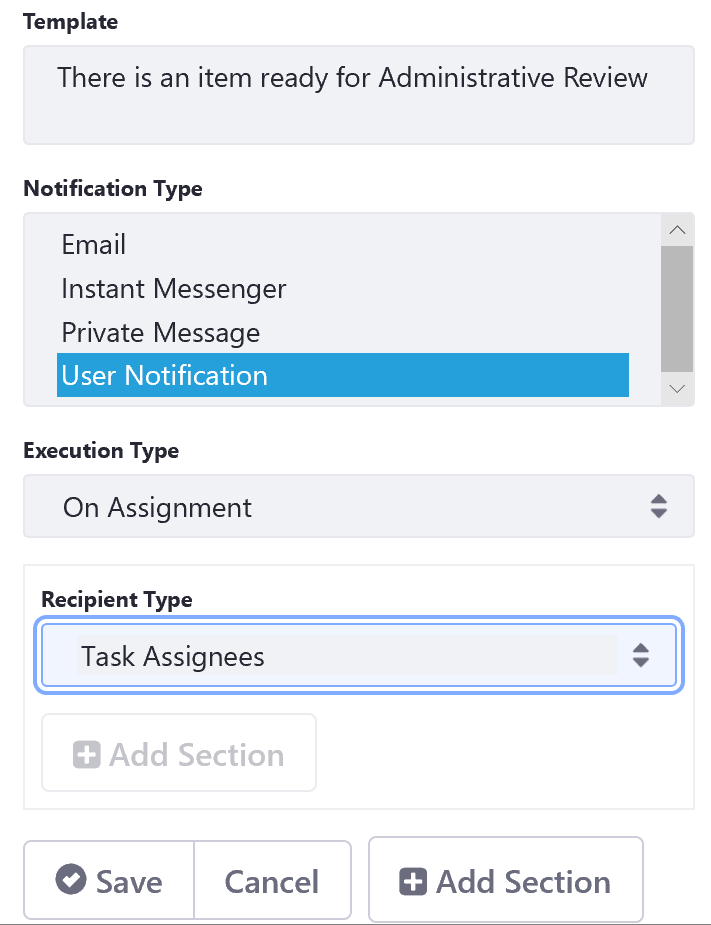 Template
There is an item ready for Administrative Review
Notification Type
Email
Instant Messenger
Private Message
User Notification
Execution Type
On Assignment
Recipient Type
Task Assignees
Add Section
Save Cancel Add Section